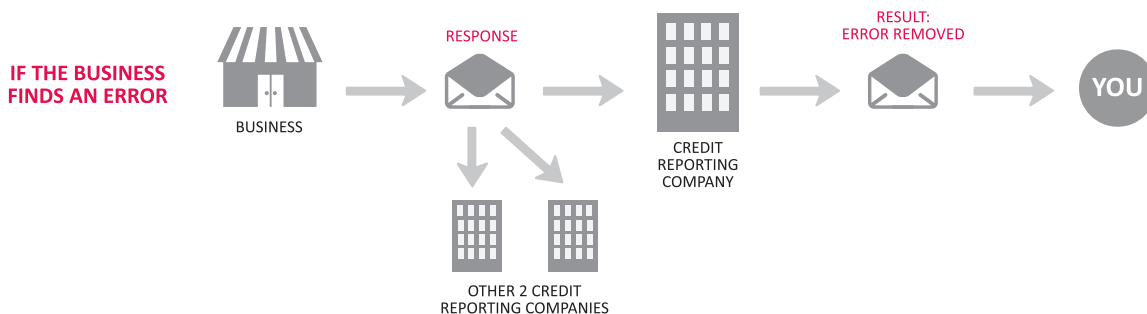 IF THE BUSINESS
FINDS AN ERROR
BUSINESS
RESPONSE
OTHER 2 CREDIT
REPORTING COMPANIES
CREDIT
REPORTING
COMPANY
RESULT:
ERROR REMOVED
YOU